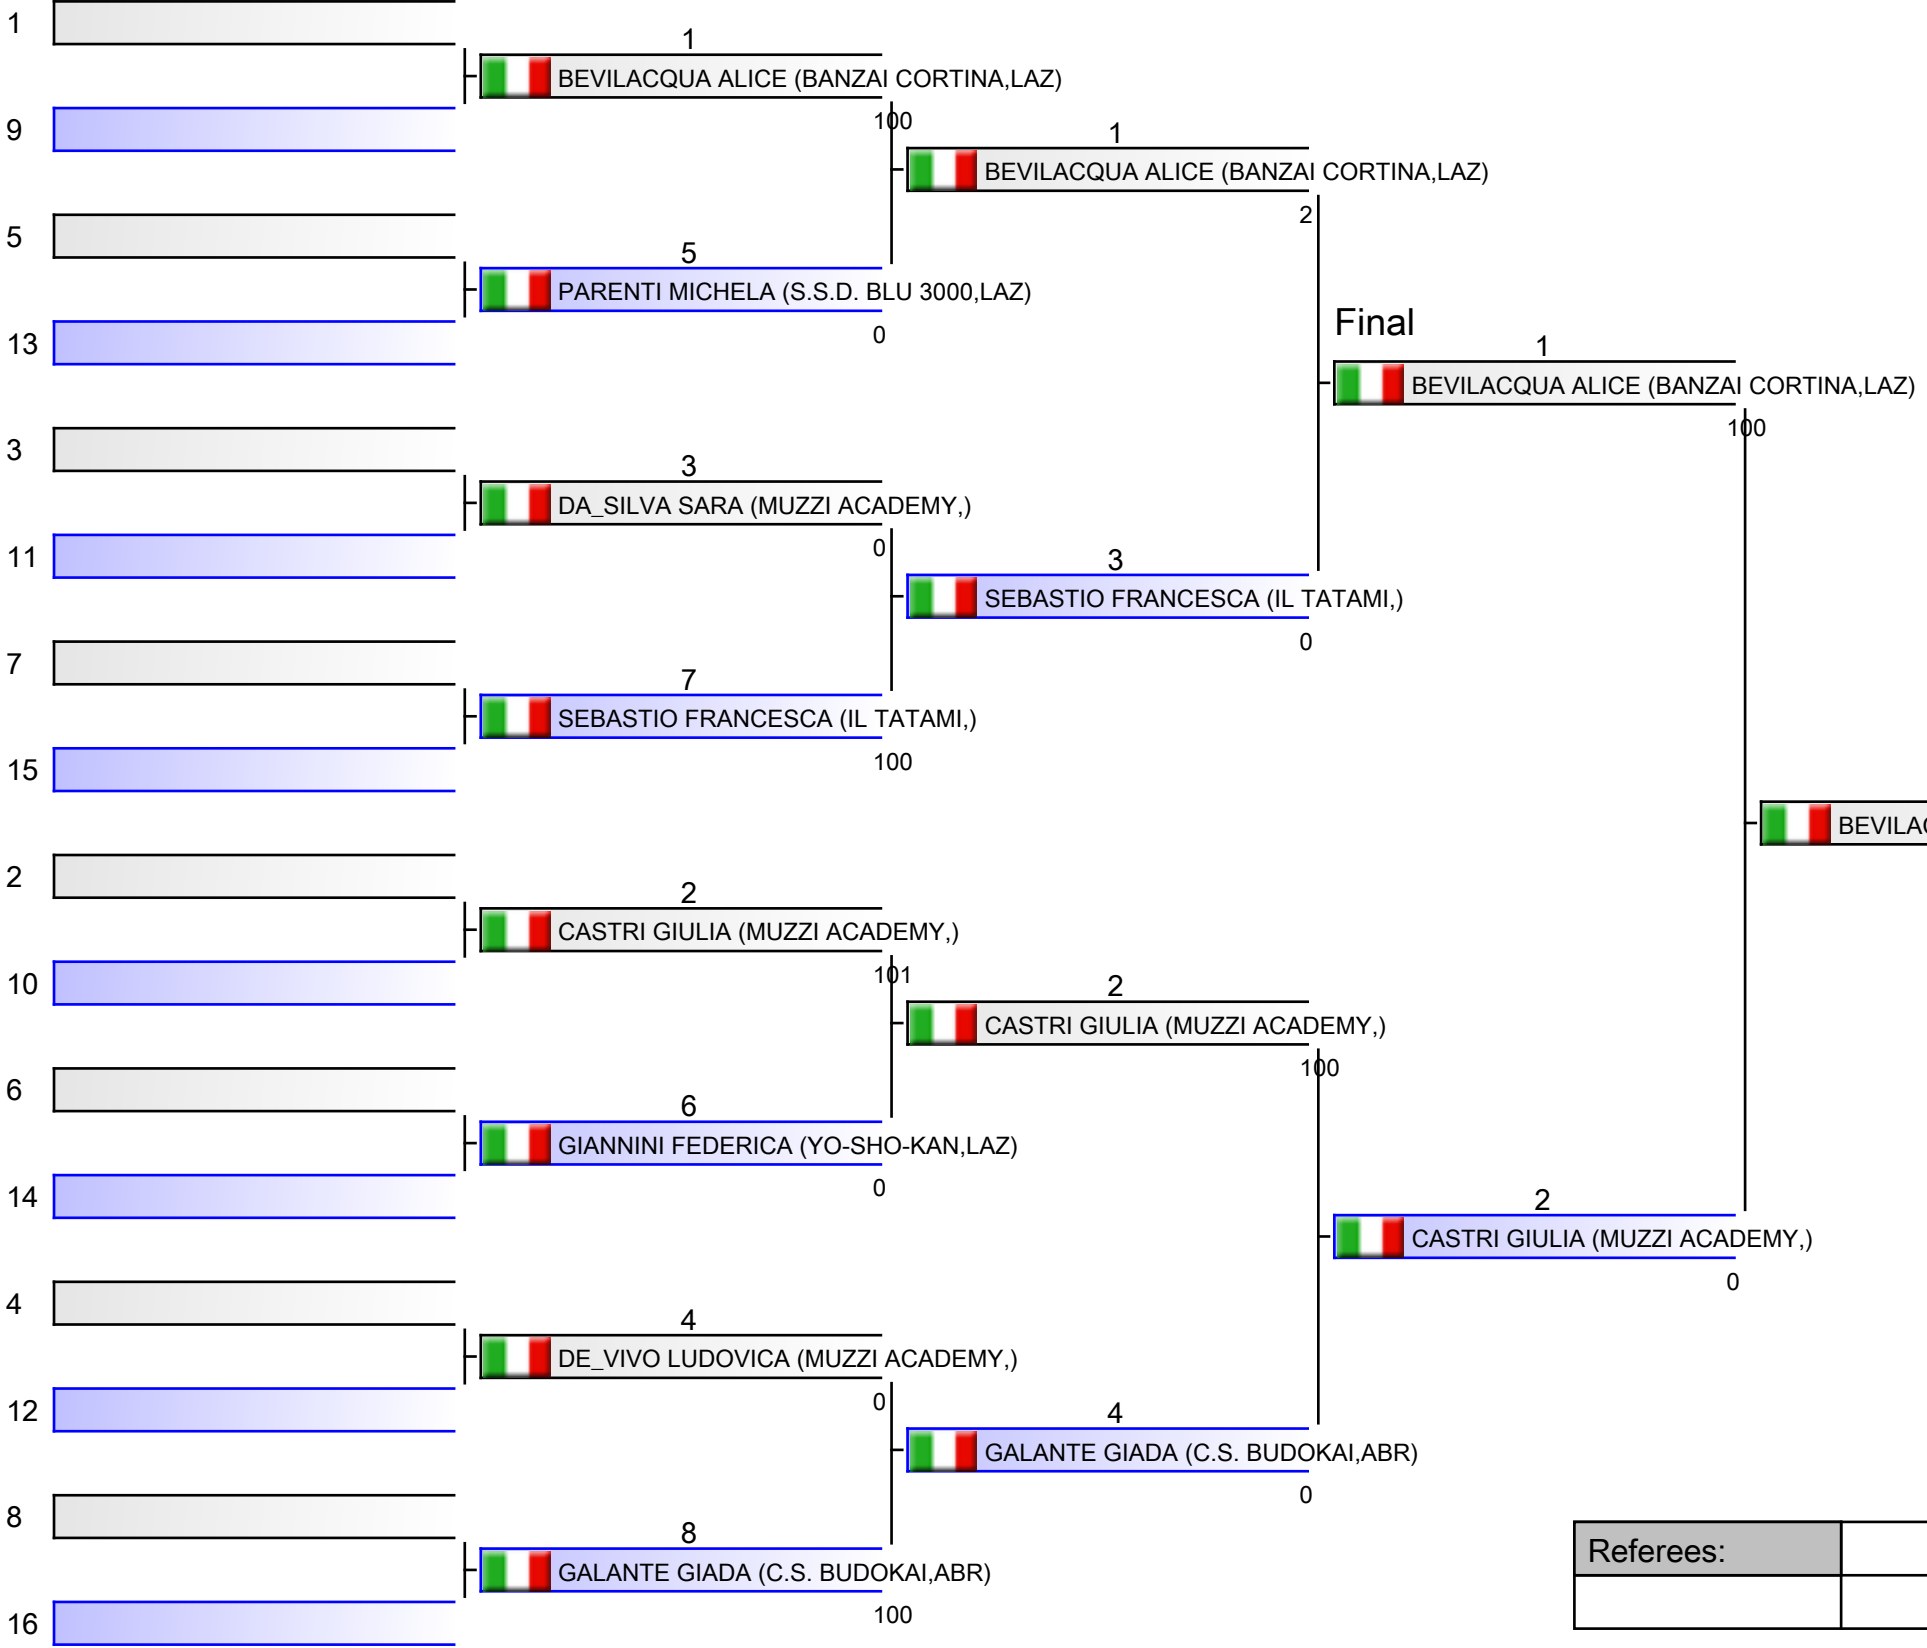 1
1
BEVILACQUA ALICE (BANZAI CORTINA,LAZ)
9
100
1
BEVILACQUA ALICE (BANZAI CORTINA,LAZ)
2
5
5
PARENTI MICHELA (S.S.D. BLU 3000,LAZ)
0
13
Final
1
BEVILACQUA ALICE (BANZAI CORTINA,LAZ)
100
3
3
DA_SILVA SARA (MUZZI ACADEMY,)
0
11
3
SEBASTIO FRANCESCA (IL TATAMI,)
0
7
7
SEBASTIO FRANCESCA (IL TATAMI,)
100
15
2
2
CASTRI GIULIA (MUZZI ACADEMY,)
101
10
2
CASTRI GIULIA (MUZZI ACADEMY,)
100
6
6
GIANNINI FEDERICA (YO-SHO-KAN,LAZ)
0
14
2
CASTRI GIULIA (MUZZI ACADEMY,)
0
4
4
DE_VIVO LUDOVICA (MUZZI ACADEMY,)
0
12
4
GALANTE GIADA (C.S. BUDOKAI,ABR)
0
8
8
GALANTE GIADA (C.S. BUDOKAI,ABR)
100
16
Referees: